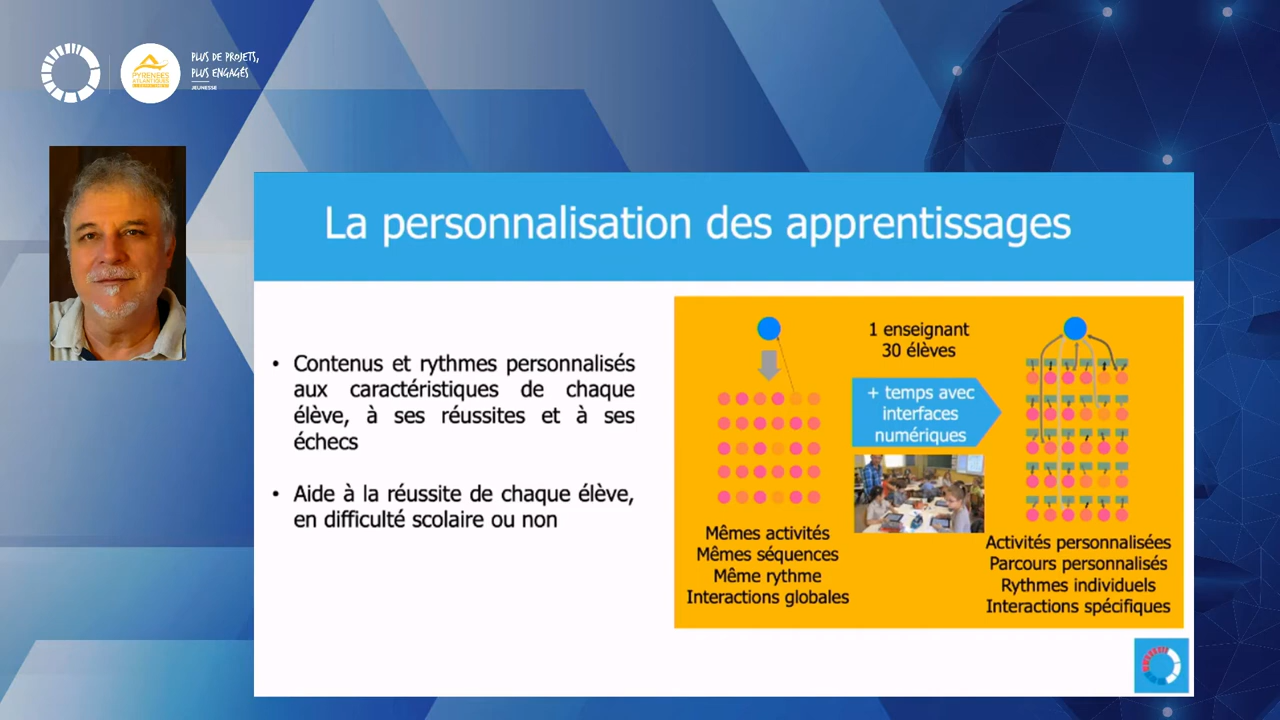 PLUS DE PROJETS,
PLUS ENGAGÉS
JEUNESSE
PYRÉNÉES
ATLANTIQUES
La personnalisation des apprentissages
• Contenus et rythmes personnalisés
aux caractéristiques de chaque
élève, à ses réussites et à ses
échecs
• Aide à la réussite de chaque élève,
en difficulté scolaire ou non
1 enseignant
30 élèves
+ temps avec
interfaces
numériques
Mêmes activités
Mêmes séquences
Même rythme
Interactions globales
Activités personnalisées
Parcours personnalisés
Rythmes individuels
Interactions spécifiques